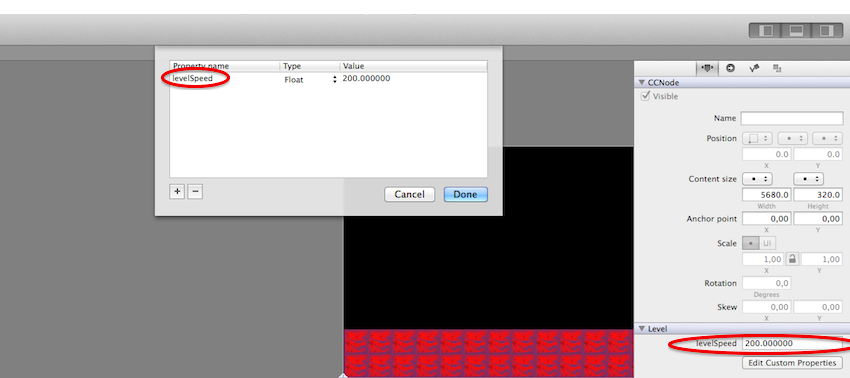 Property name Type Value
levelSpeed Float 200.000000
+ −
Cancel Done
CCNode
Visible
Name
Position
0.0 0.0
X Y
Content size
5680.0 320.0
Width Height
Anchor point 0,00 0,00
X Y
Scale UI
1,00 1,00
X Y
Rotation 0,0
Degrees
Skew 0,00 0,00
X Y
Level
levelSpeed 200.000000
Edit Custom Properties